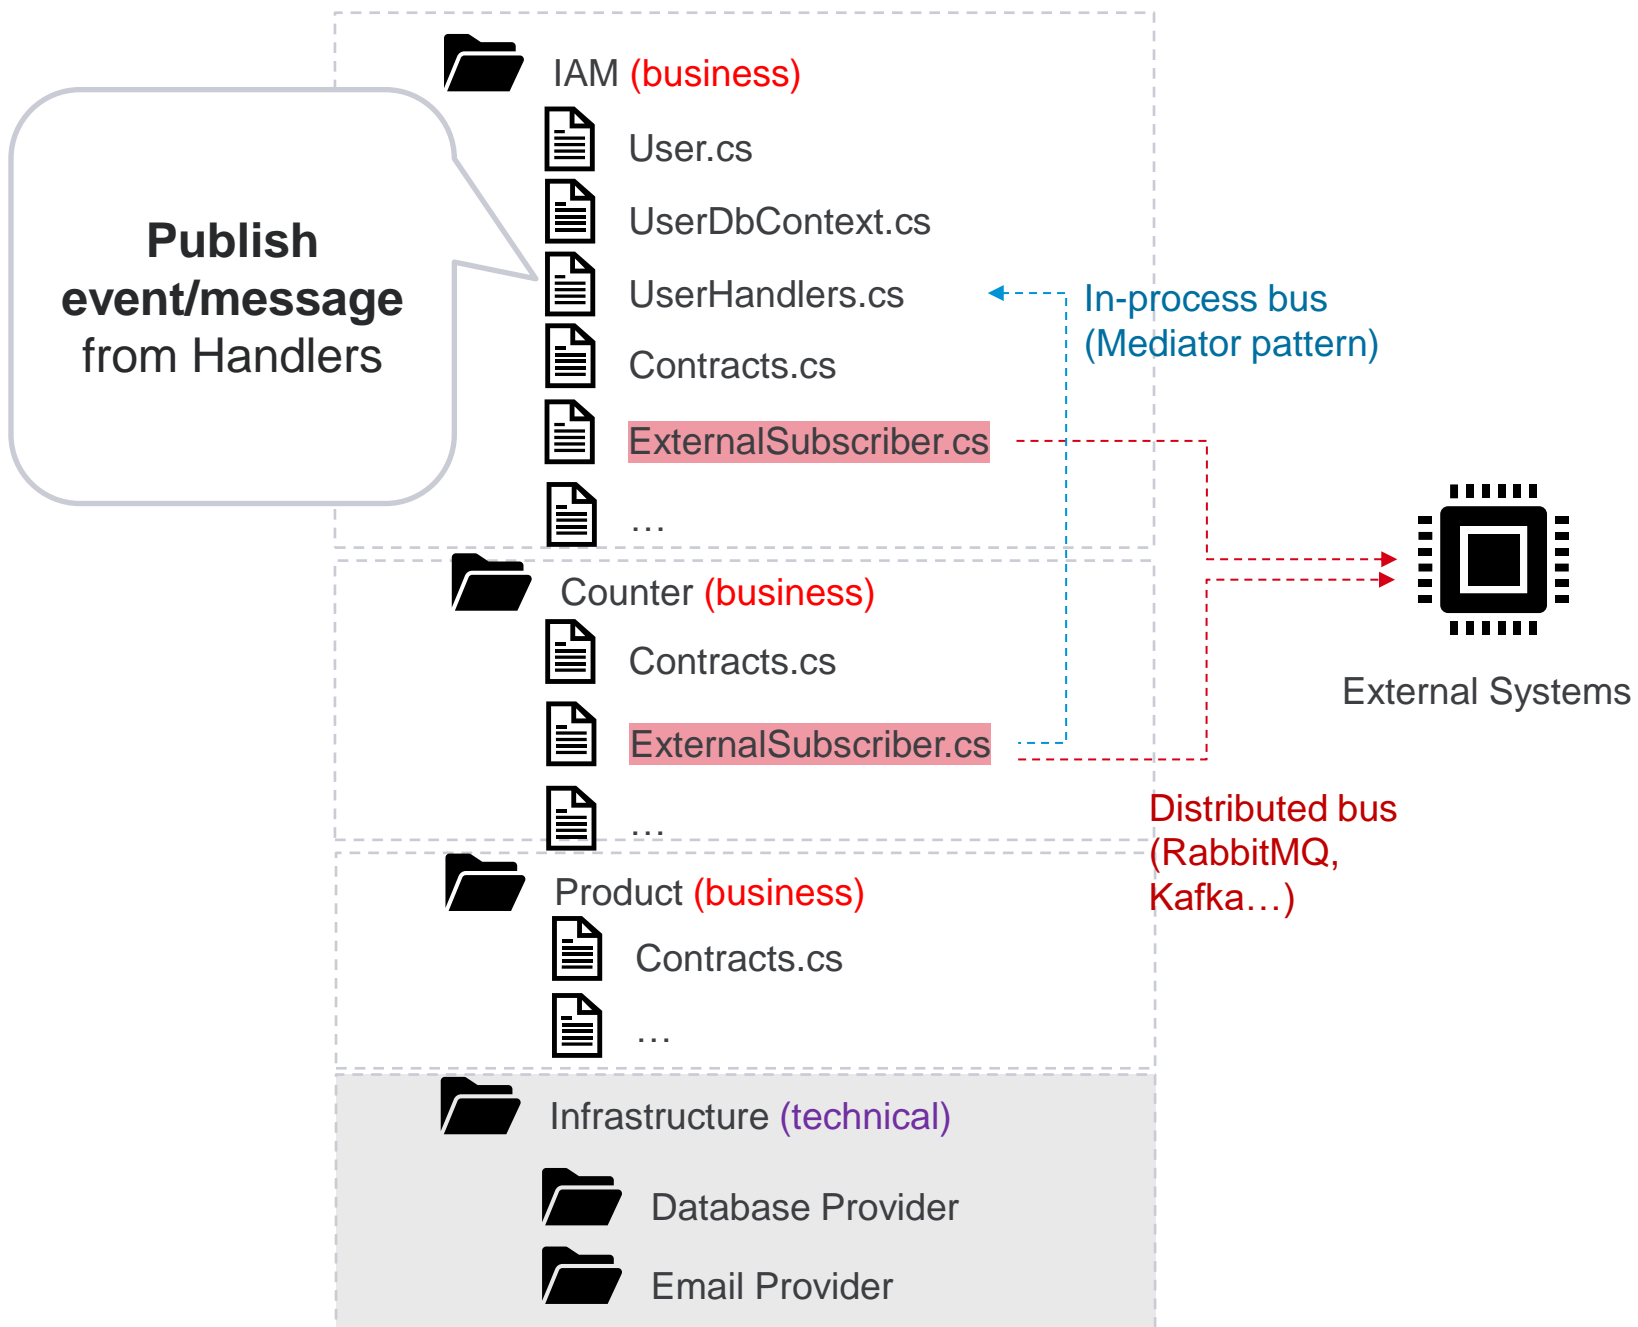 IAM (business)
User.cs
UserDbContext.cs
UserHandlers.cs
Contracts.cs
ExternalSubscriber.cs
…
Publish
event/message
from Handlers
In-process bus
(Mediator pattern)
Counter (business)
Contracts.cs
ExternalSubscriber.cs
…
External Systems
Distributed bus
(RabbitMQ,
Kafka…)
Product (business)
Contracts.cs
…
Infrastructure (technical)
Database Provider
Email Provider